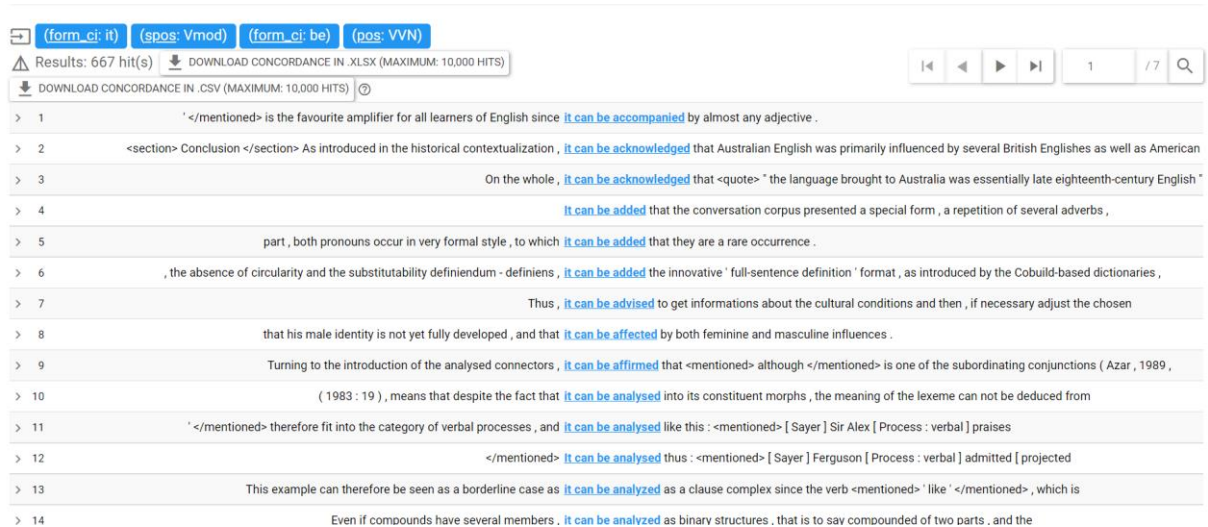 (form_ci: it) (spos: Vmod) (form_ci: be) (pos: VVN)
Results: 667 hit(s) DOWNLOAD CONCORDANCE IN .XLSX (MAXIMUM: 10,000 HITS) 1 / 7
DOWNLOAD CONCORDANCE IN .CSV (MAXIMUM: 10,000 HITS)
> 1 ' </mentioned> is the favourite amplifier for all learners of English since it can be accompanied by almost any adjective .
> 2 <section> Conclusion </section> As introduced in the historical contextualization , it can be acknowledged that Australian English was primarily influenced by several British Englishes as well as American
> 3 On the whole , it can be acknowledged that <quote> " the language brought to Australia was essentially late eighteenth-century English "
> 4 It can be added that the conversation corpus presented a special form , a repetition of several adverbs ,
> 5 part , both pronouns occur in very formal style , to which it can be added that they are a rare occurrence .
> 6 , the absence of circularity and the substitutability definiendum - definiens , it can be added the innovative ' full-sentence definition ' format , as introduced by the Cobuild-based dictionaries ,
> 7 Thus , it can be advised to get informations about the cultural conditions and then , if necessary adjust the chosen
> 8 that his male identity is not yet fully developed , and that it can be affected by both feminine and masculine influences .
> 9 Turning to the introduction of the analysed connectors , it can be affirmed that <mentioned> although </mentioned> is one of the subordinating conjunctions ( Azar , 1989 ,
> 10 ( 1983 : 19 ) , means that despite the fact that it can be analysed into its constituent morphs , the meaning of the lexeme can not be deduced from
> 11 ' </mentioned> therefore fit into the category of verbal processes , and it can be analysed like this : <mentioned> [ Sayer ] Sir Alex [ Process : verbal ] praises
> 12 </mentioned> It can be analysed thus : <mentioned> [ Sayer ] Ferguson [ Process : verbal ] admitted [ projected
> 13 This example can therefore be seen as a borderline case as it can be analyzed as a clause complex since the verb <mentioned> ' like ' </mentioned> , which is
> 14 Even if compounds have several members , it can be analyzed as binary structures , that is to say compounded of two parts , and the